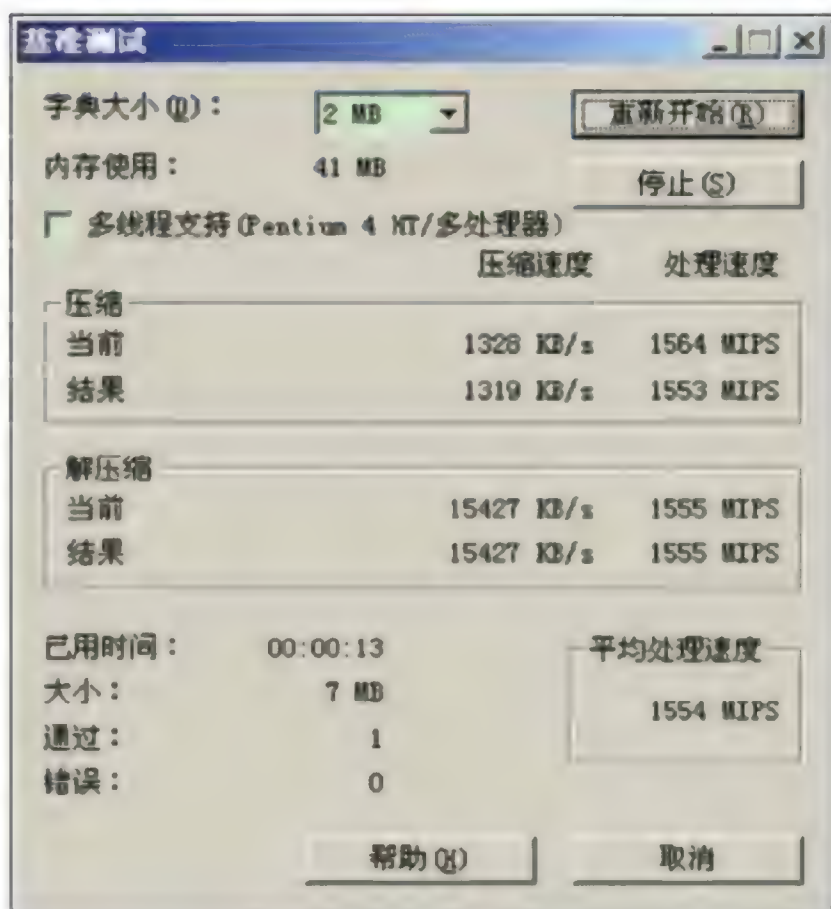 基准测试
字典大小(D)： 2 MB 重新开始(R)
内存使用： 41 MB 停止(S)
多线程支持(Pentium 4 HT/多处理器)
压缩速度 处理速度
压缩
当前 1328 KB/s 1564 MIPS
结果 1319 KB/s 1553 MIPS
解压缩
当前 15427 KB/s 1555 MIPS
结果 15427 KB/s 1555 MIPS
已用时间： 00:00:13 平均处理速度
大小： 7 MB 1554 MIPS
通过： 1
错误： 0
帮助(H) 取消